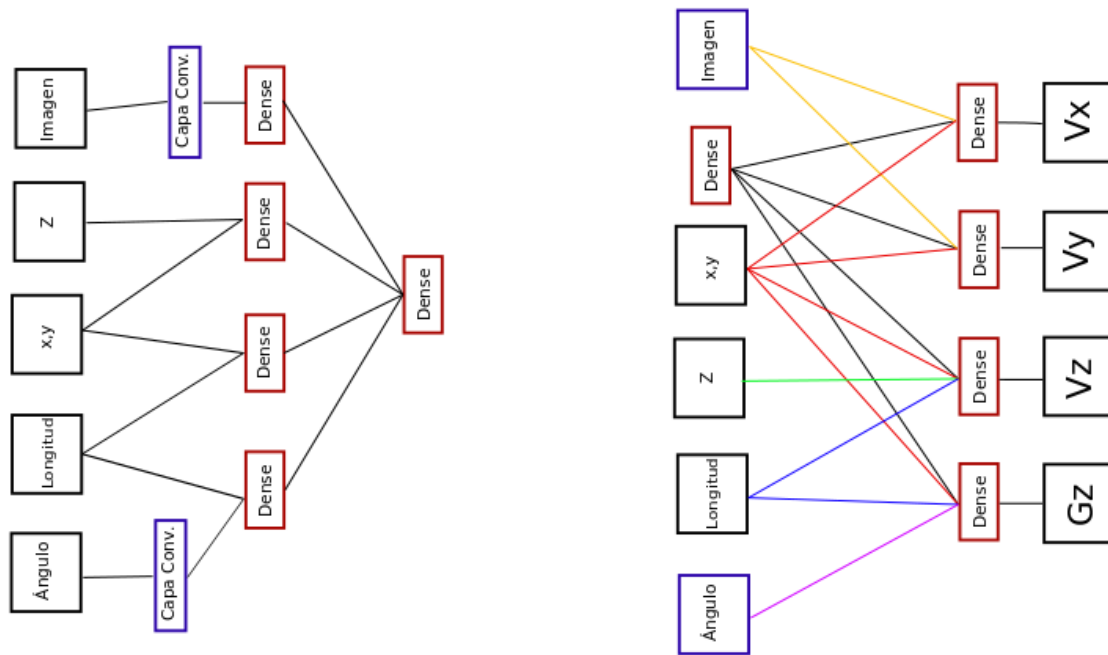 Ángulo
Longitud
x,y
Z
Imagen
Capa Conv.
Capa Conv.
Dense
Dense
Dense
Dense
Dense
Ángulo
Longitud
Z
x,y
Dense
Imagen
Dense
Dense
Dense
Dense
Gz
Vz
Vy
Vx